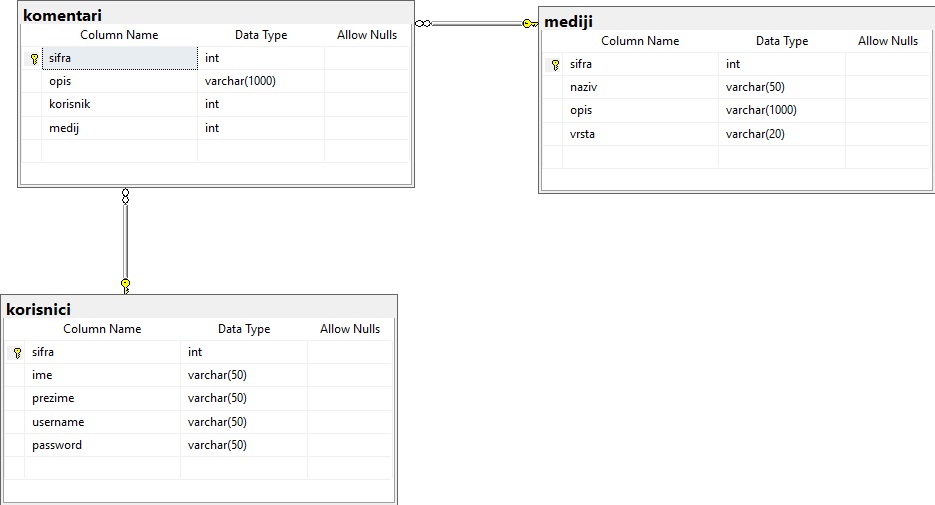 komentari
Column Name Data Type Allow Nulls
sifra int
opis varchar(1000)
korisnik int
medij int
mediji
Column Name Data Type Allow Nulls
sifra int
naziv varchar(50)
opis varchar(1000)
vrsta varchar(20)
korisnici
Column Name Data Type Allow Nulls
sifra int
ime varchar(50)
prezime varchar(50)
username varchar(50)
password varchar(50)